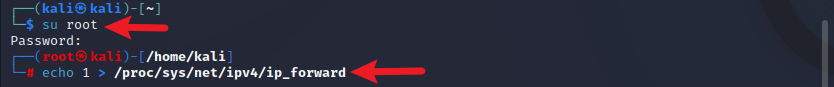 ┌──(kali㉿kali)-[~]
└─$ su root
Password:
┌──(root㉿kali)-[/home/kali]
└─# echo 1 > /proc/sys/net/ipv4/ip_forward